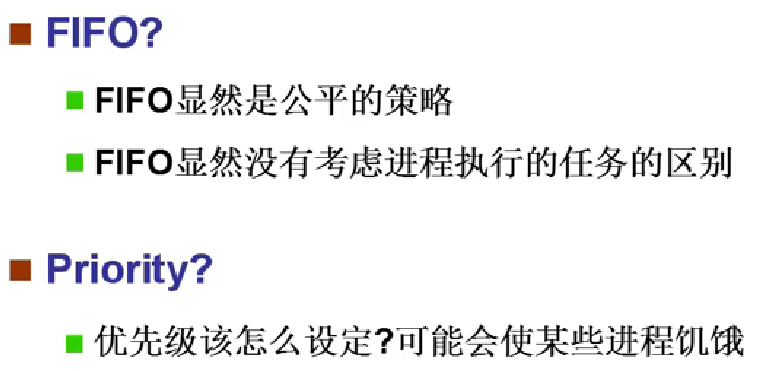 FIFO?
FIFO显然是公平的策略
FIFO显然没有考虑进程执行的任务的区别
Priority?
优先级该怎么设定?可能会使某些进程饥饿